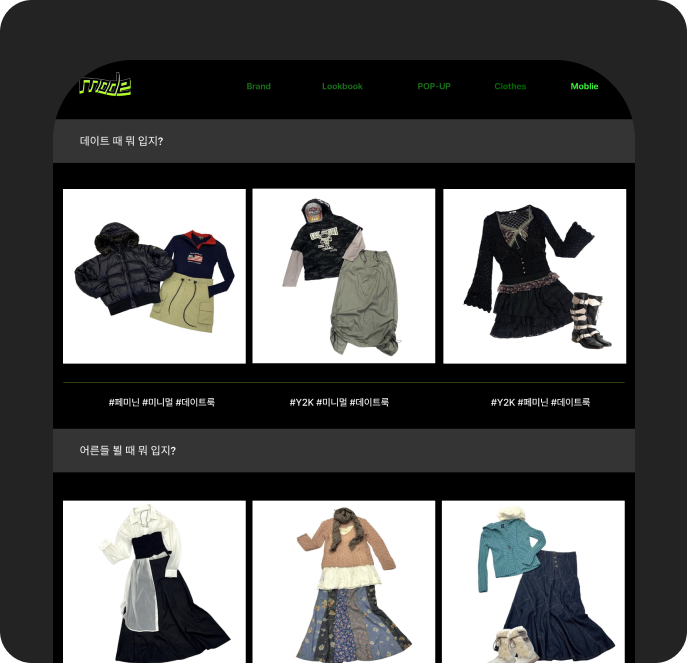 mode
Brand Lookbook POP-UP Clothes Moblie
데이트 때 뭐 입지?
#페미닌 #미니멀 #데이트룩
#Y2K #미니멀 #데이트룩
#Y2K #페미닌 #데이트룩
어른들 뵐 때 뭐 입지?